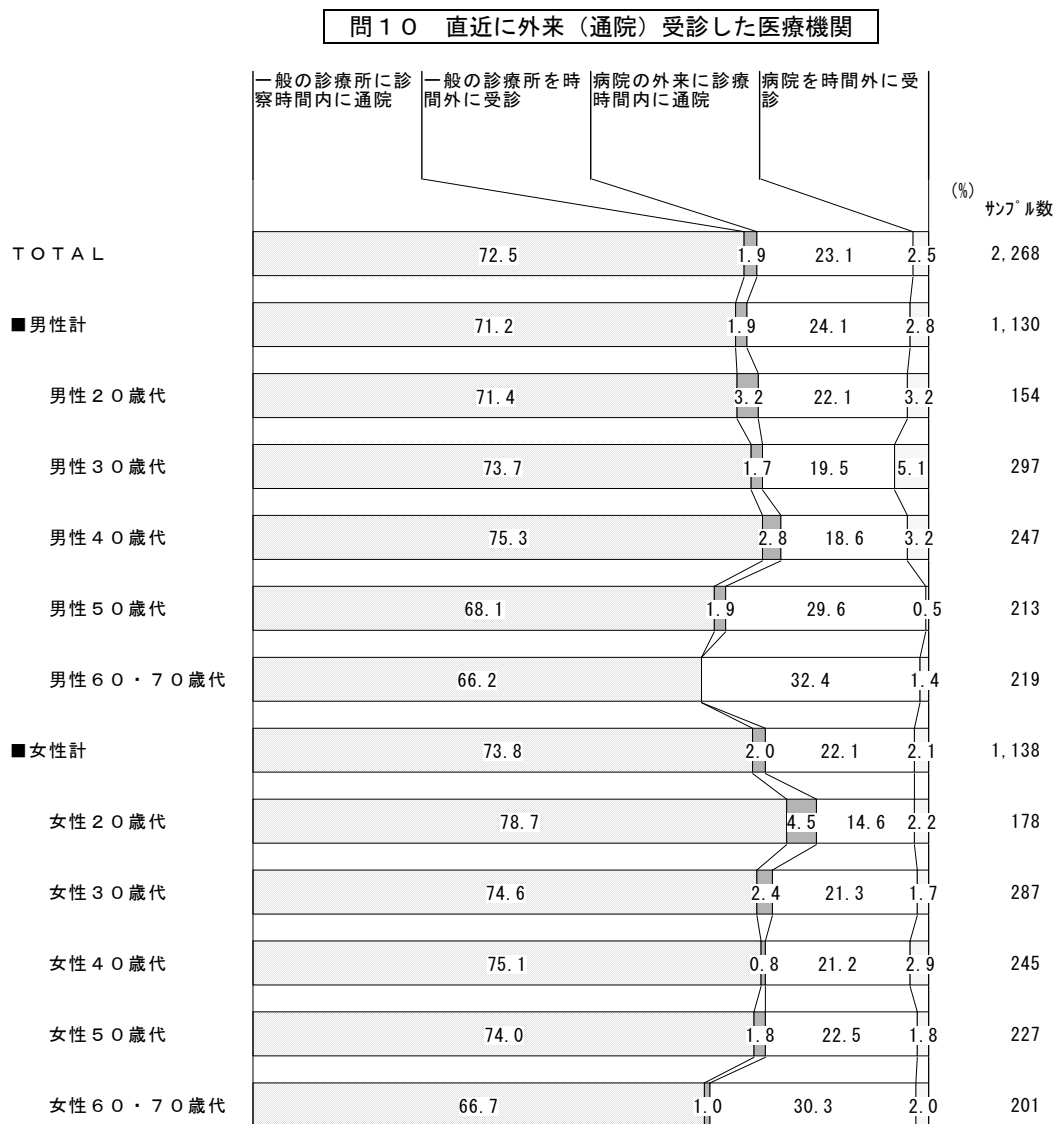 問１０　直近に外来（通院）受診した医療機関
一般の診療所に診
察時間内に通院
一般の診療所を時
間外に受診
病院の外来に診療
時間内に通院
病院を時間外に受
診
(%)
ｻﾝﾌﾟﾙ数
ＴＯＴＡＬ 72.5 1.9 23.1 2.5 2,268
■男性計 71.2 1.9 24.1 2.8 1,130
男性２０歳代 71.4 3.2 22.1 3.2 154
男性３０歳代 73.7 1.7 19.5 5.1 297
男性４０歳代 75.3 2.8 18.6 3.2 247
男性５０歳代 68.1 1.9 29.6 0.5 213
男性６０・７０歳代 66.2 32.4 1.4 219
■女性計 73.8 2.0 22.1 2.1 1,138
女性２０歳代 78.7 4.5 14.6 2.2 178
女性３０歳代 74.6 2.4 21.3 1.7 287
女性４０歳代 75.1 0.8 21.2 2.9 245
女性５０歳代 74.0 1.8 22.5 1.8 227
女性６０・７０歳代 66.7 1.0 30.3 2.0 201